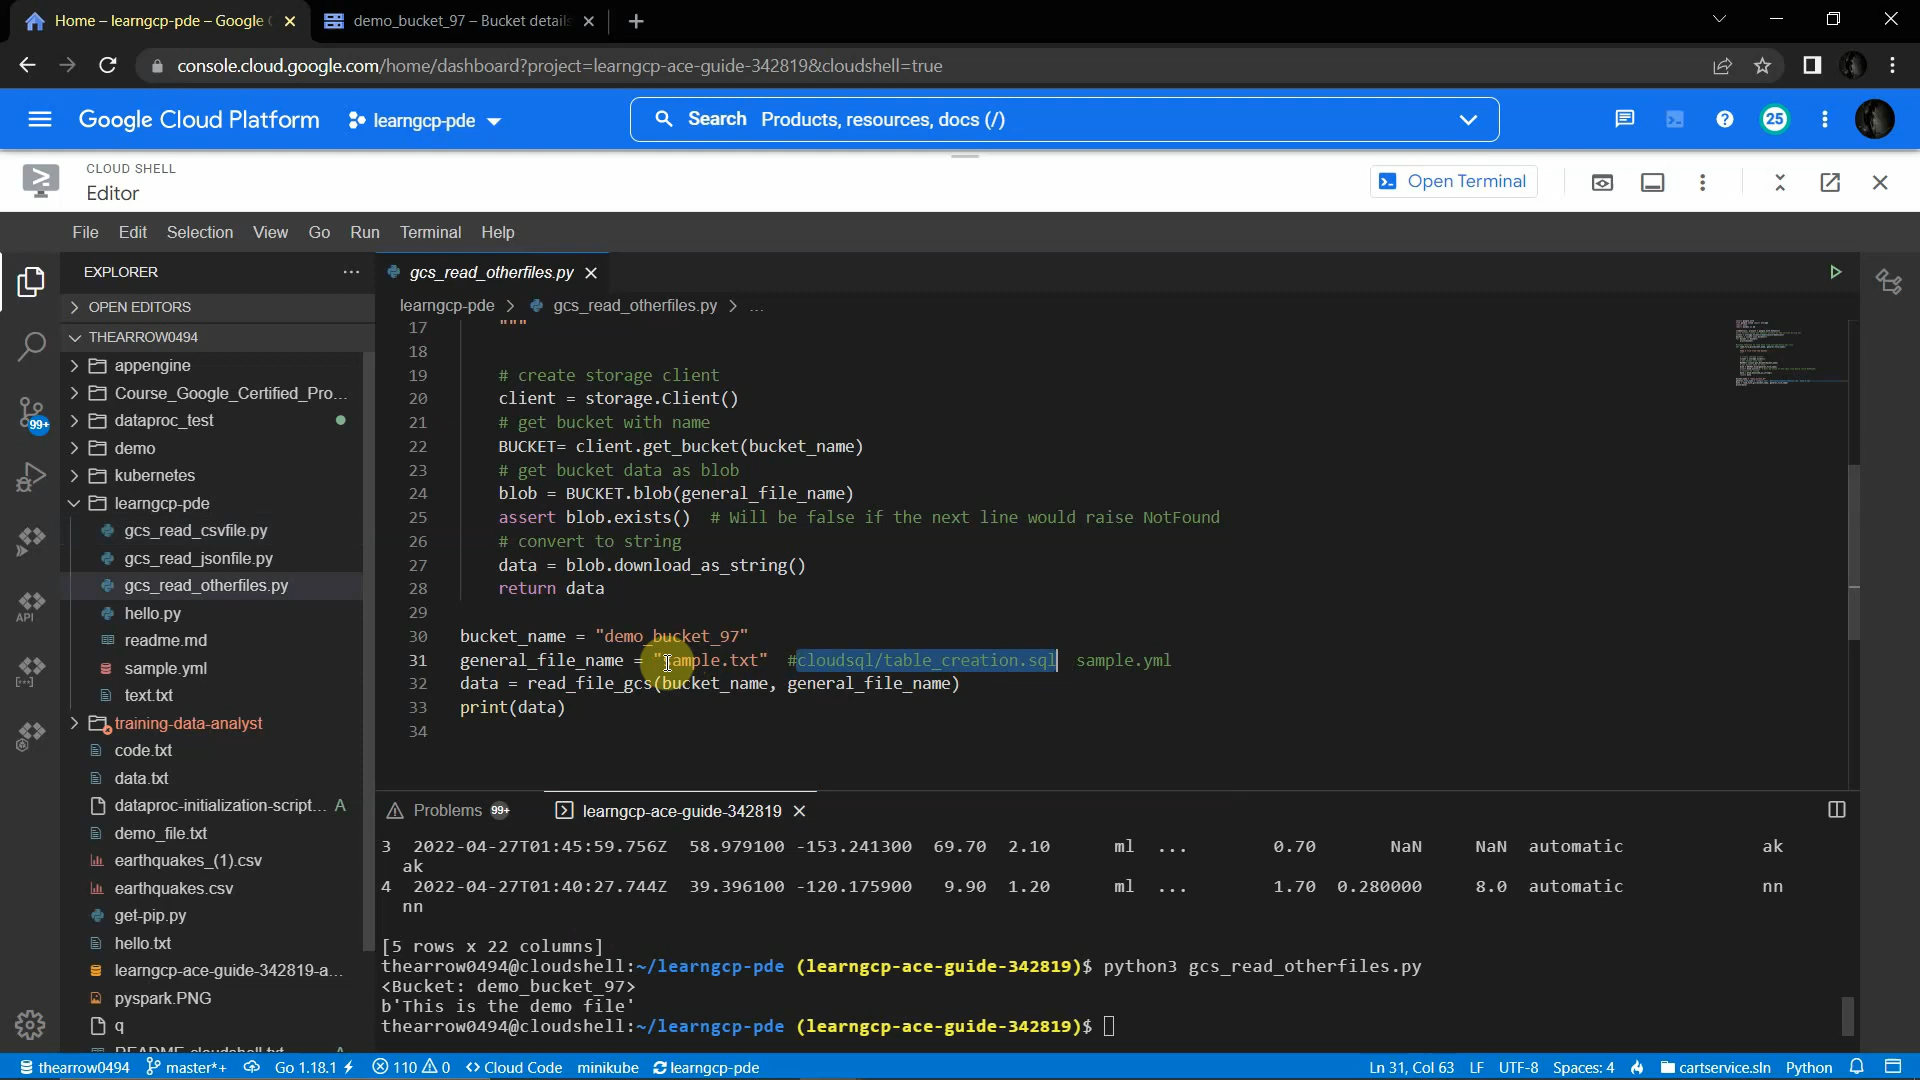 Home – learngcp-pde – Google
demo_bucket_97 – Bucket details
console.cloud.google.com/home/dashboard?project=learngcp-ace-guide-342819&cloudshell=true
Google Cloud Platform
learngcp-pde
Search Products, resources, docs (/)
25
CLOUD SHELL
Editor
Open Terminal
File Edit Selection View Go Run Terminal Help
EXPLORER
OPEN EDITORS
THEARROW0494
appengine
Course_Google_Certified_Pro...
dataproc_test
demo
kubernetes
learngcp-pde
gcs_read_csvfile.py
gcs_read_jsonfile.py
gcs_read_otherfiles.py
hello.py
readme.md
sample.yml
text.txt
training-data-analyst
code.txt
data.txt
dataproc-initialization-script... A
demo_file.txt
earthquakes_(1).csv
earthquakes.csv
get-pip.py
hello.txt
learngcp-ace-guide-342819-a...
pyspark.PNG
q
99+
API
gcs_read_otherfiles.py
learngcp-pde > gcs_read_otherfiles.py > ...
17 """
18
19 # create storage client
20 client = storage.Client()
21 # get bucket with name
22 BUCKET= client.get_bucket(bucket_name)
23 # get bucket data as blob
24 blob = BUCKET.blob(general_file_name)
25 assert blob.exists() # Will be false if the next line would raise NotFound
26 # convert to string
27 data = blob.download_as_string()
28 return data
29
30 bucket_name = "demo_bucket_97"
31 general_file_name = "sample.txt" #cloudsql/table_creation.sql sample.yml
32 data = read_file_gcs(bucket_name, general_file_name)
33 print(data)
34
Problems 99+ learngcp-ace-guide-342819
3 2022-04-27T01:45:59.756Z 58.979100 -153.241300 69.70 2.10 ml ... 0.70 NaN NaN automatic ak
ak
4 2022-04-27T01:40:27.744Z 39.396100 -120.175900 9.90 1.20 ml ... 1.70 0.280000 8.0 automatic nn
nn
[5 rows x 22 columns]
thearrow0494@cloudshell:~/learngcp-pde (learngcp-ace-guide-342819)$ python3 gcs_read_otherfiles.py
<Bucket: demo_bucket_97>
b'This is the demo file'
thearrow0494@cloudshell:~/learngcp-pde (learngcp-ace-guide-342819)$
thearrow0494 master*+ Go 1.18.1 110 0 Cloud Code minikube learngcp-pde Ln 31, Col 63 LF UTF-8 Spaces: 4 cartservice.sln Python